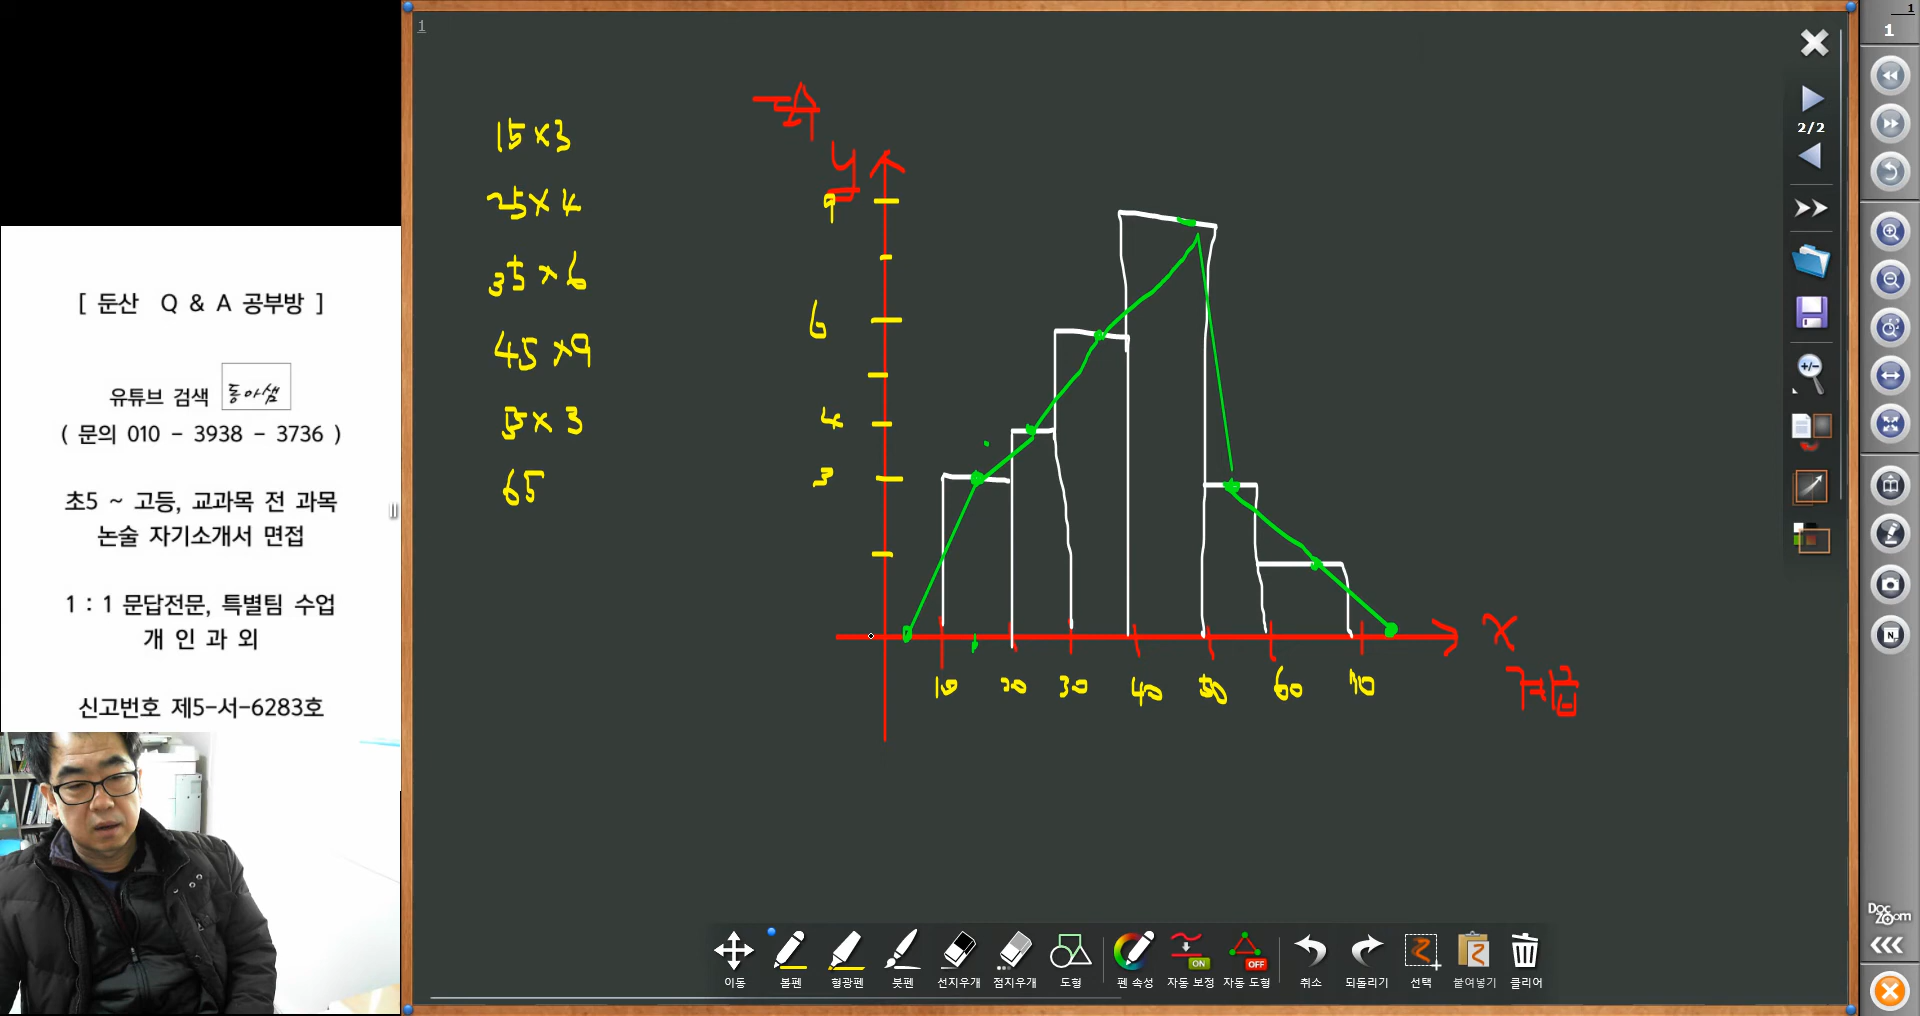 [ 둔산 Q & A 공부방 ]
유튜브 검색 동아샘
( 문의 010 - 3938 - 3736 )
초5 ~ 고등, 교과목 전 과목
논술 자기소개서 면접
1 : 1 문답전문, 특별팀 수업
개 인 과 외
신고번호 제5-서-6283호
1
15×3
25×4
35×6
45×9
55×3
65
y
9
6
4
3
10 20 30 40 50 60 70
x
계급
2/2
이동 볼펜 형광펜 붓펜 선지우개 점지우개 도형 펜 속성 자동 보정 자동 도형 취소 되돌리기 선택 붙여넣기 클리어
ON
OFF
1
1
N
Doc Zoom